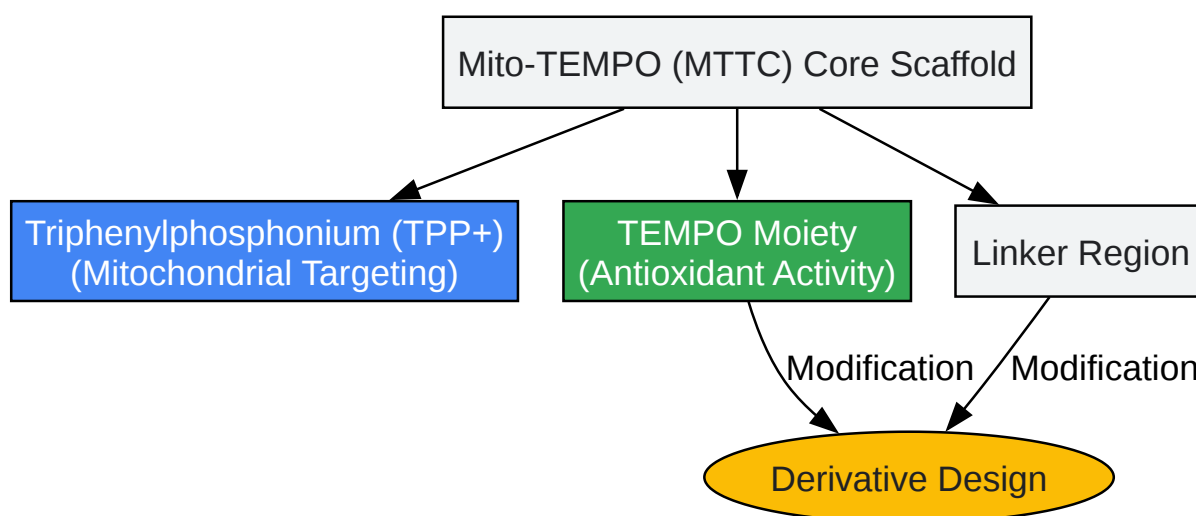 Mito-TEMPO (MTTC) Core Scaffold
Triphenylphosphonium (TPP+)
(Mitochondrial Targeting)
TEMPO Moiety
(Antioxidant Activity)
Linker Region
Modification
Modification
Derivative Design